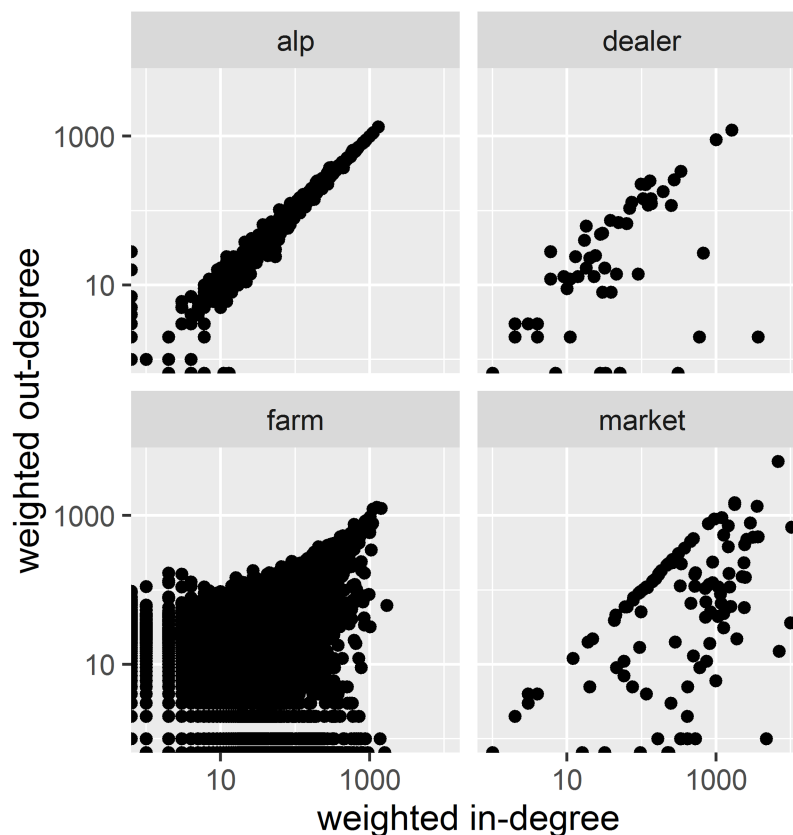 alp dealer
1000
10
weighted out-degree
farm market
1000
10
10 1000 10 1000
weighted in-degree